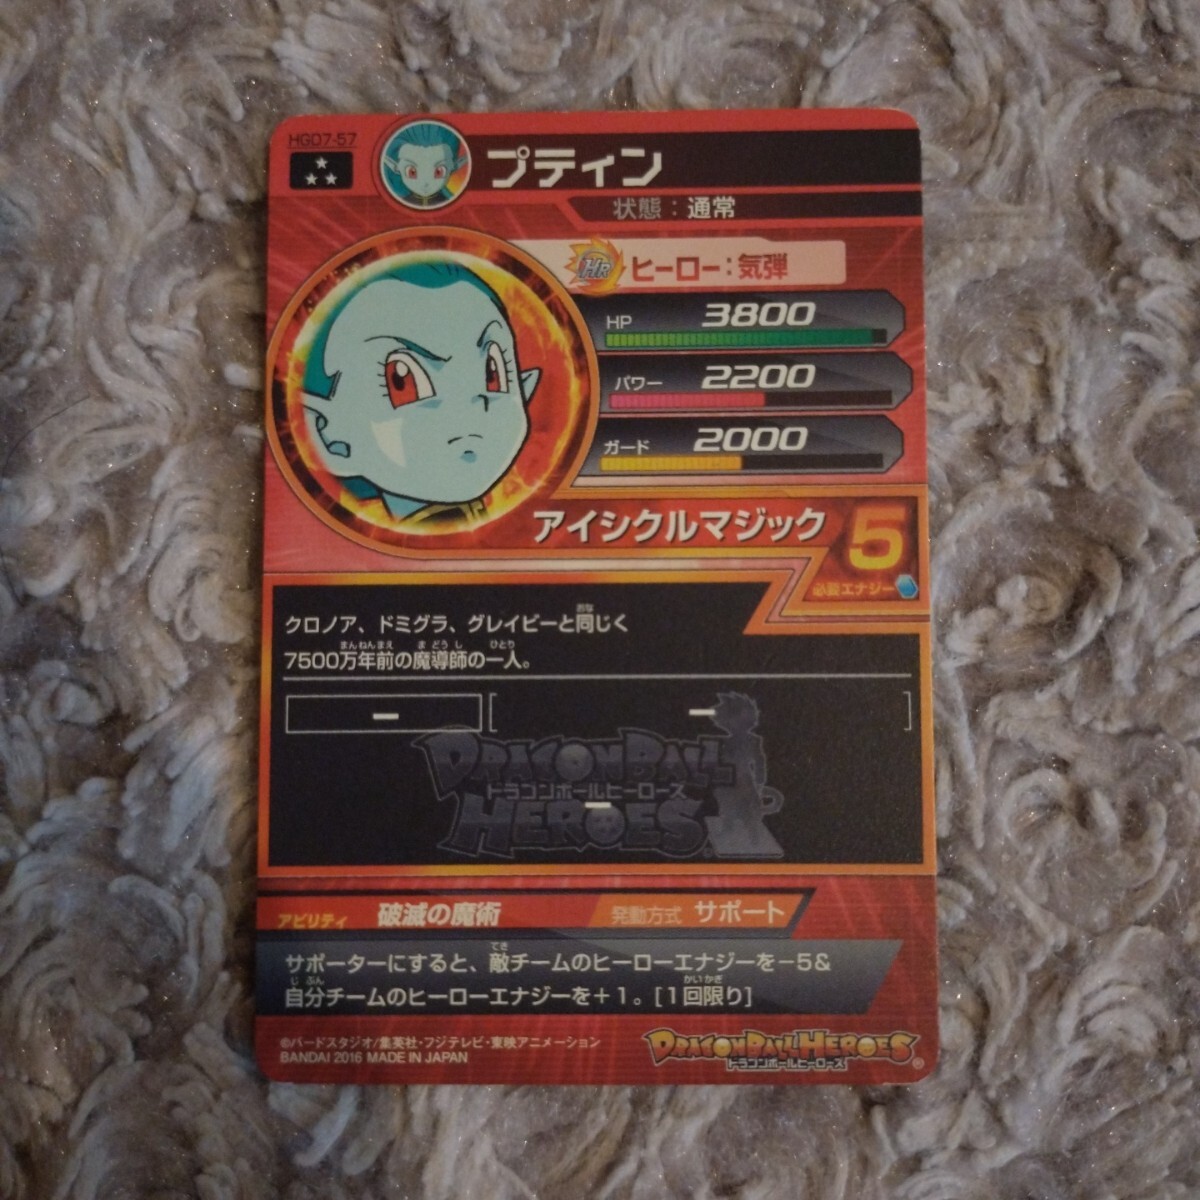 HGD7-57
プティン
状態：通常
HR ヒーロー：気弾
HP 3800
パワー 2200
ガード 2000
アイシクルマジック 5
必要エナジー
クロノア、ドミグラ、グレイビーと同じく
7500万年前の魔導師の一人。
ー [ ー ]
DRAGONBALL
ドラゴンボールヒーローズ
HEROES
ー
アビリティ 破滅の魔術 発動方式 サポート
サポーターにすると、敵チームのヒーローエナジーを−5&
自分チームのヒーローエナジーを+1。[1回限り]
©バードスタジオ/集英社・フジテレビ・東映アニメーション
BANDAI 2016 MADE IN JAPAN
DRAGONBALLHEROES®
ドラゴンボールヒーローズ